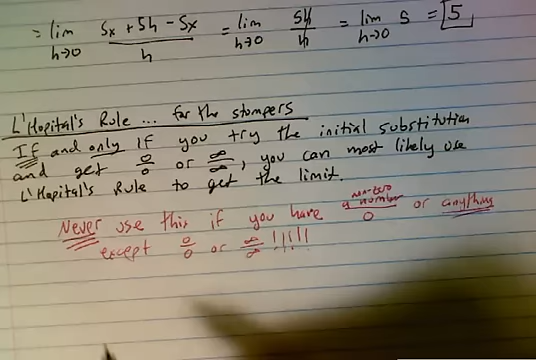 = lim h→0 5x + 5h - 5x / h = lim h→0 5h / h = lim h→0 5 = 5
L'Hopital's Rule ... for the stompers
If and only if you try the initial substitution
and get 0/0 or ∞/∞, you can most likely use
L'Hopital's Rule to get the limit.
Never use this if you have a non-zero number / 0 or anything
except 0/0 or ∞/∞ !!!!!